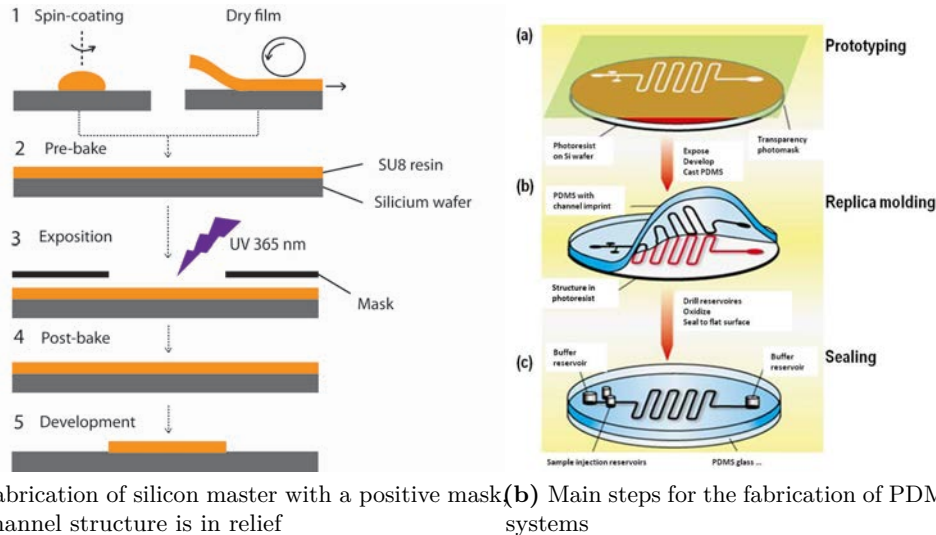 1 Spin-coating Dry film
2 Pre-bake
SU8 resin
Silicium wafer
3 Exposition
UV 365 nm
Mask
4 Post-bake
5 Development
abrication of silicon master with a positive mask,
hannel structure is in relief
(a) Prototyping
Photoresist
on Si wafer
Transparency
photomask
Expose
Develop
Cast PDMS
(b) Replica molding
PDMS with
channel imprint
Structure in
photoresist
Drill reservoires
Oxidize
Seal to flat surface
(c) Sealing
Buffer
reservoir
Buffer
reservoir
Sample injection reservoirs
PDMS glass ...
(b) Main steps for the fabrication of PDM
systems